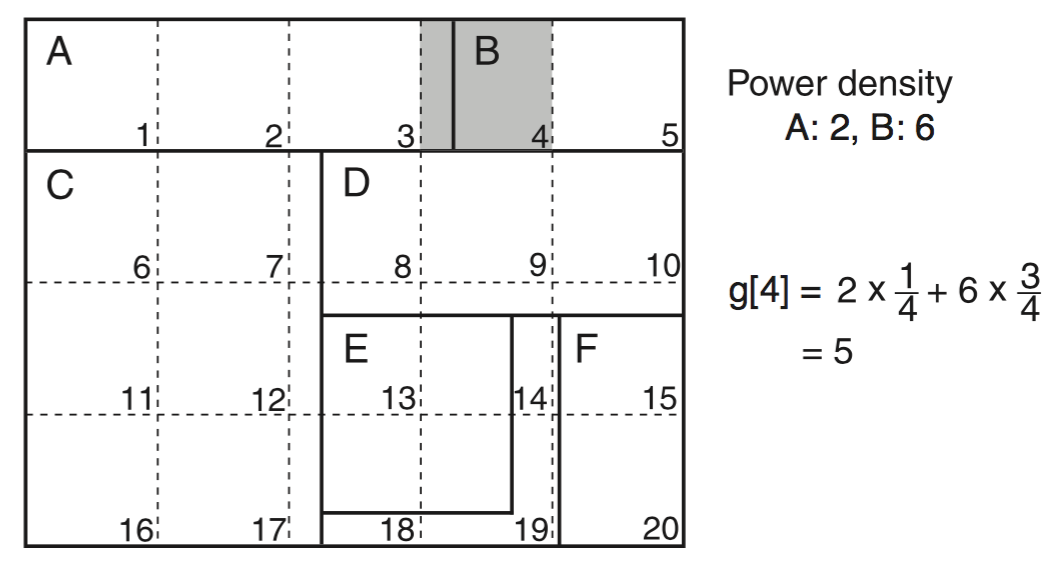 A B
1 2 3 4 5
Power density
A: 2, B: 6
C D
6 7 8 9 10
g[4] = 2 x 1/4 + 6 x 3/4
= 5
E F
11 12 13 14 15
16 17 18 19 20